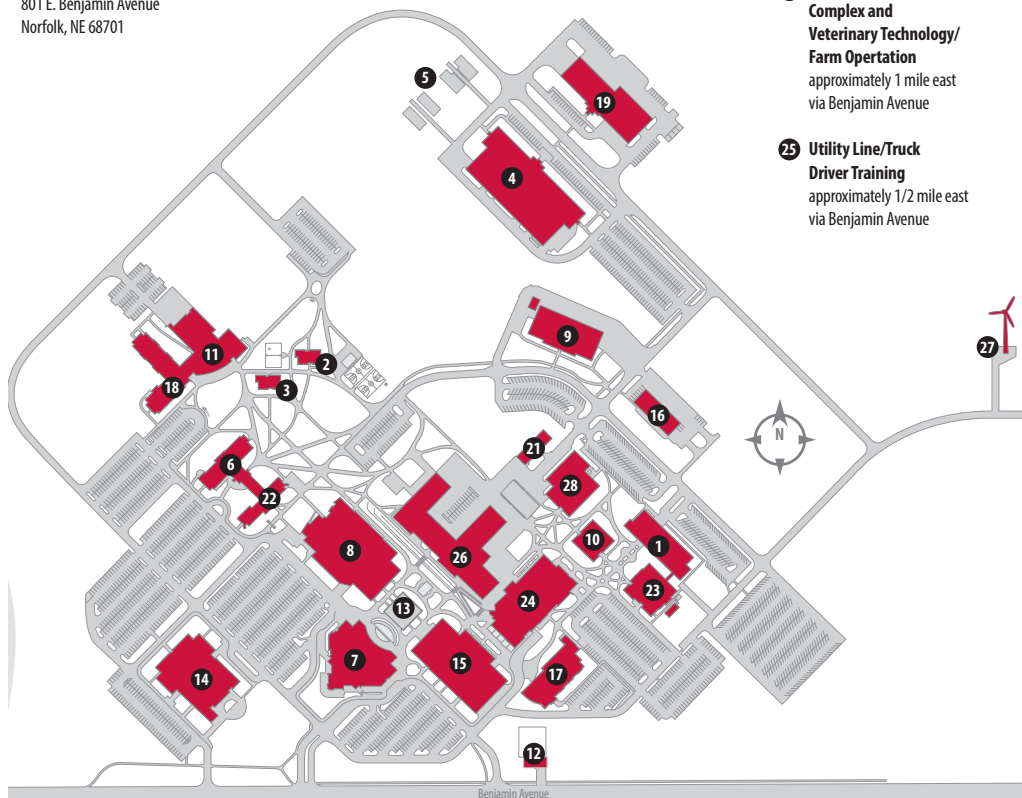 801 E. Benjamin Avenue
Norfolk, NE 68701
Complex and
Veterinary Technology/
Farm Opertation
approximately 1 mile east
via Benjamin Avenue
25 Utility Line/Truck
Driver Training
approximately 1/2 mile east
via Benjamin Avenue
5
19
4
9
27
11
2
18
3
16
N
21
6
28
22
8
10
1
26
23
24
13
7
15
17
14
12
Benjamin Avenue